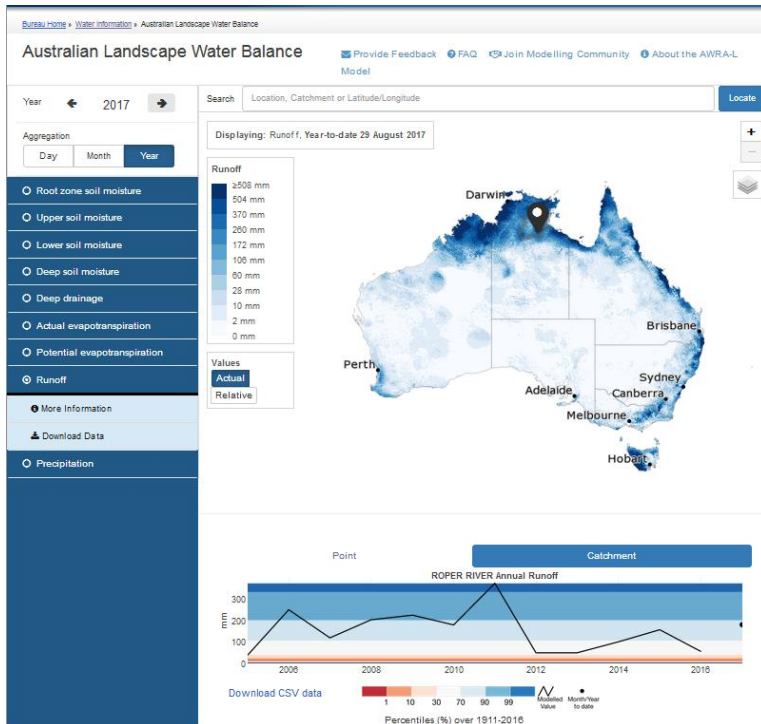 Bureau Home » Water Information » Australian Landscape Water Balance
Australian Landscape Water Balance
Provide Feedback FAQ Join Modelling Community About the AWRA-L
Model
Year 2017
Search Location, Catchment or Latitude/Longitude Locate
Aggregation
Day Month Year
Displaying: Runoff, Year-to-date 29 August 2017
+
−
Root zone soil moisture
Upper soil moisture
Lower soil moisture
Deep soil moisture
Deep drainage
Actual evapotranspiration
Potential evapotranspiration
Runoff
More Information
Download Data
Precipitation
Runoff
≥508 mm
504 mm
370 mm
260 mm
172 mm
106 mm
60 mm
28 mm
10 mm
2 mm
0 mm
Values
Actual
Relative
Darwin
Brisbane
Perth
Sydney
Adelaide
Canberra
Melbourne
Hobart
Point Catchment
ROPER RIVER Annual Runoff
mm
300
200
100
0
2006 2008 2010 2012 2014 2016
Download CSV data
1 10 30 70 90 99
Modelled
Value
Month/Year
to date
Percentiles (%) over 1911-2016